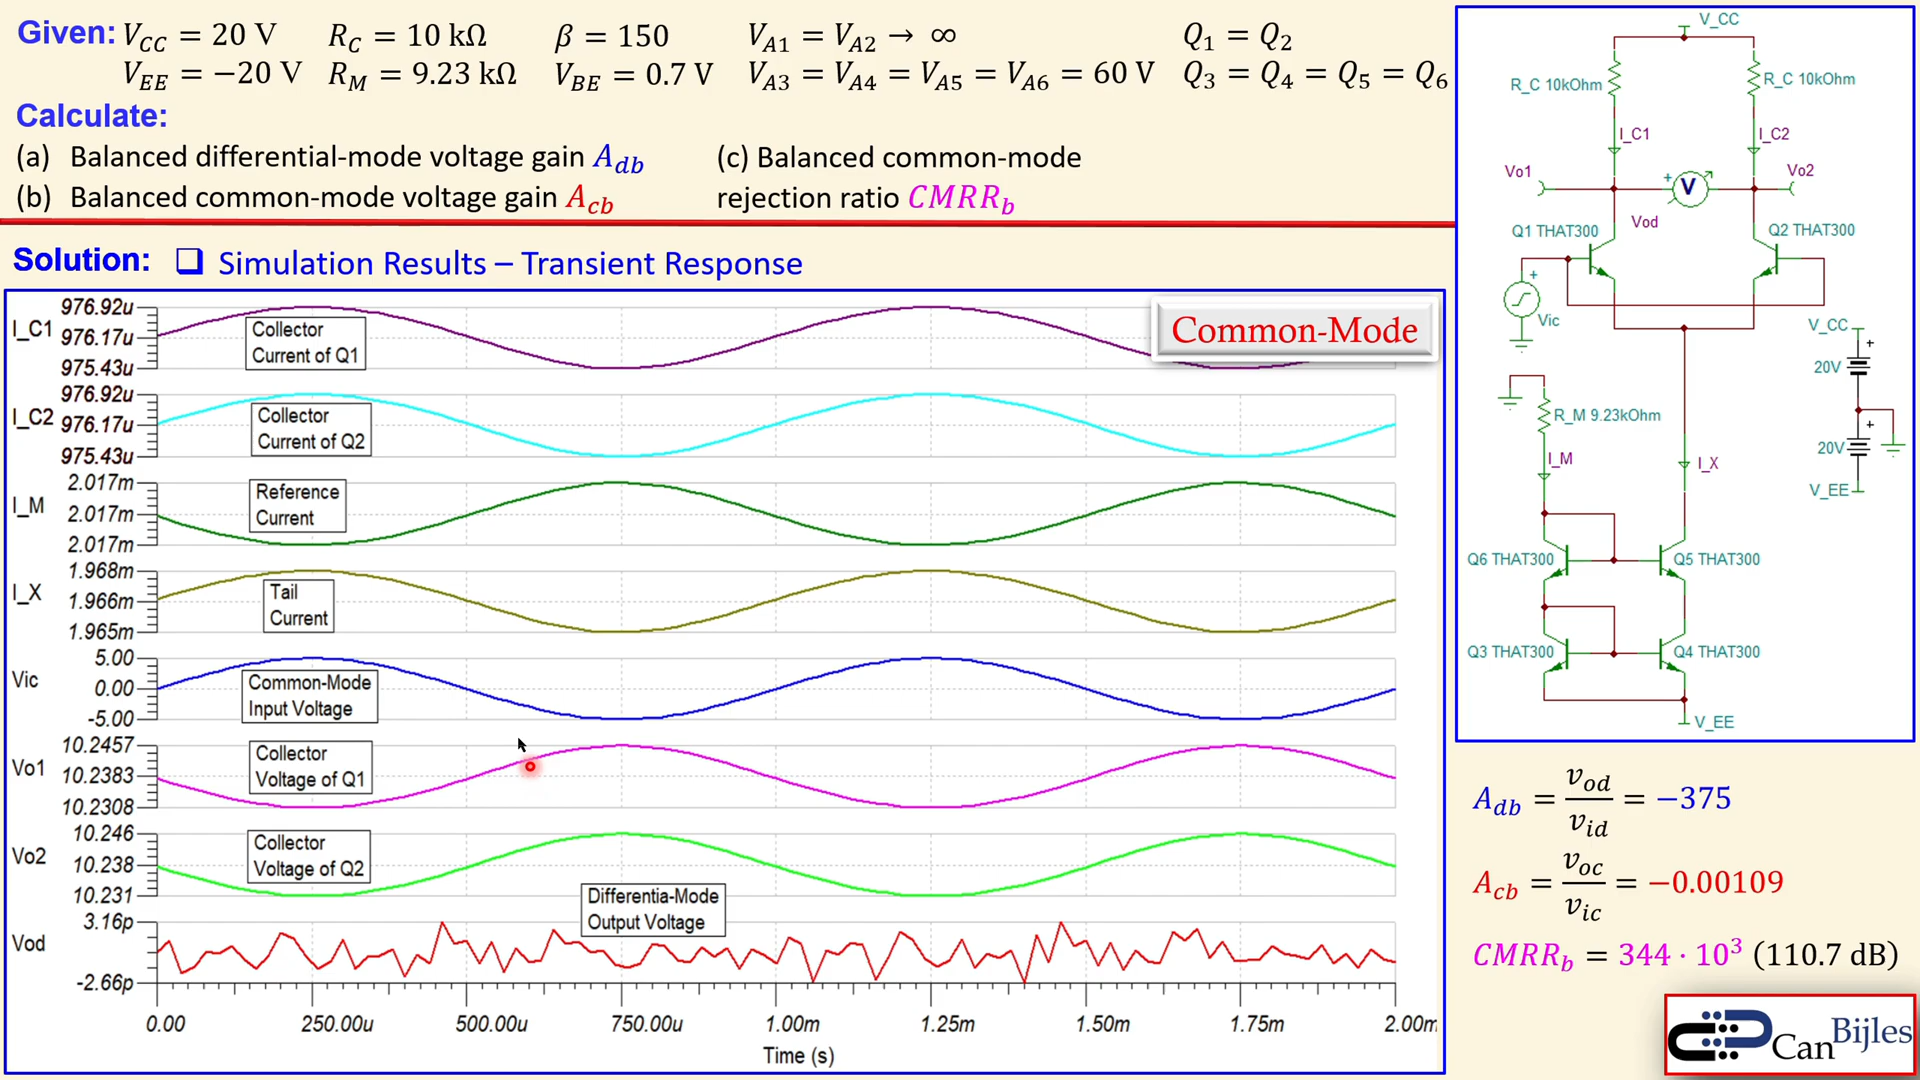 Given: V_CC = 20 V R_C = 10 kΩ β = 150 V_A1 = V_A2 → ∞ Q_1 = Q_2
V_EE = −20 V R_M = 9.23 kΩ V_BE = 0.7 V V_A3 = V_A4 = V_A5 = V_A6 = 60 V Q_3 = Q_4 = Q_5 = Q_6
Calculate:
(a) Balanced differential-mode voltage gain A_db
(b) Balanced common-mode voltage gain A_cb
(c) Balanced common-mode
rejection ratio CMRR_b
Solution: ❑ Simulation Results – Transient Response
Common-Mode
I_C1
976.92u
976.17u
975.43u
Collector
Current of Q1
I_C2
976.92u
976.17u
975.43u
Collector
Current of Q2
I_M
2.017m
2.017m
2.017m
Reference
Current
I_X
1.968m
1.966m
1.965m
Tail
Current
Vic
5.00
0.00
-5.00
Common-Mode
Input Voltage
Vo1
10.2457
10.2383
10.2308
Collector
Voltage of Q1
Vo2
10.246
10.238
10.231
Collector
Voltage of Q2
Vod
3.16p
-2.66p
Differentia-Mode
Output Voltage
0.00 250.00u 500.00u 750.00u 1.00m 1.25m 1.50m 1.75m 2.00m
Time (s)
V_CC
R_C 10kOhm
R_C 10kOhm
I_C1
I_C2
Vo1
+
V
Vo2
Vod
Q1 THAT300
Q2 THAT300
+
Vic
V_CC
+
20V
R_M 9.23kOhm
+
20V
V_EE
I_M
I_X
Q6 THAT300
Q5 THAT300
Q3 THAT300
Q4 THAT300
V_EE
A_db = v_od / v_id = −375
A_cb = v_oc / v_ic = −0.00109
CMRR_b = 344 · 10³ (110.7 dB)
CanBijles